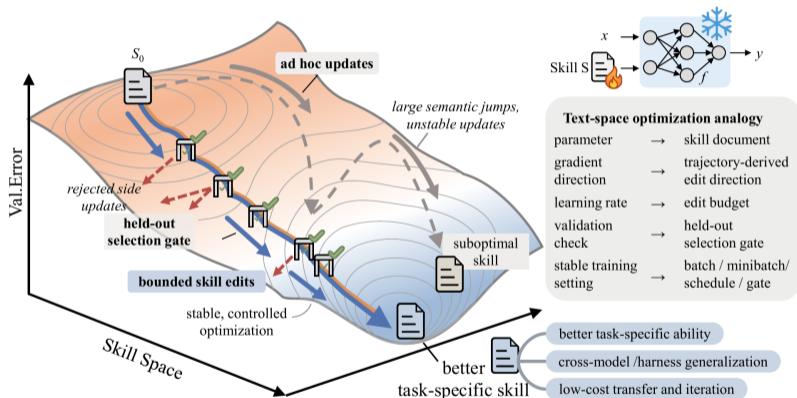 S0
ad hoc updates
large semantic jumps,
unstable updates
Val.Error
rejected side
updates
held-out
selection gate
bounded skill edits
suboptimal
skill
stable, controlled
optimization
Skill Space
better
task-specific skill
x
Skill S
f
y
Text-space optimization analogy
parameter → skill document
gradient direction → trajectory-derived edit direction
learning rate → edit budget
validation check → held-out selection gate
stable training setting → batch / minibatch/ schedule / gate
better task-specific ability
cross-model /harness generalization
low-cost transfer and iteration